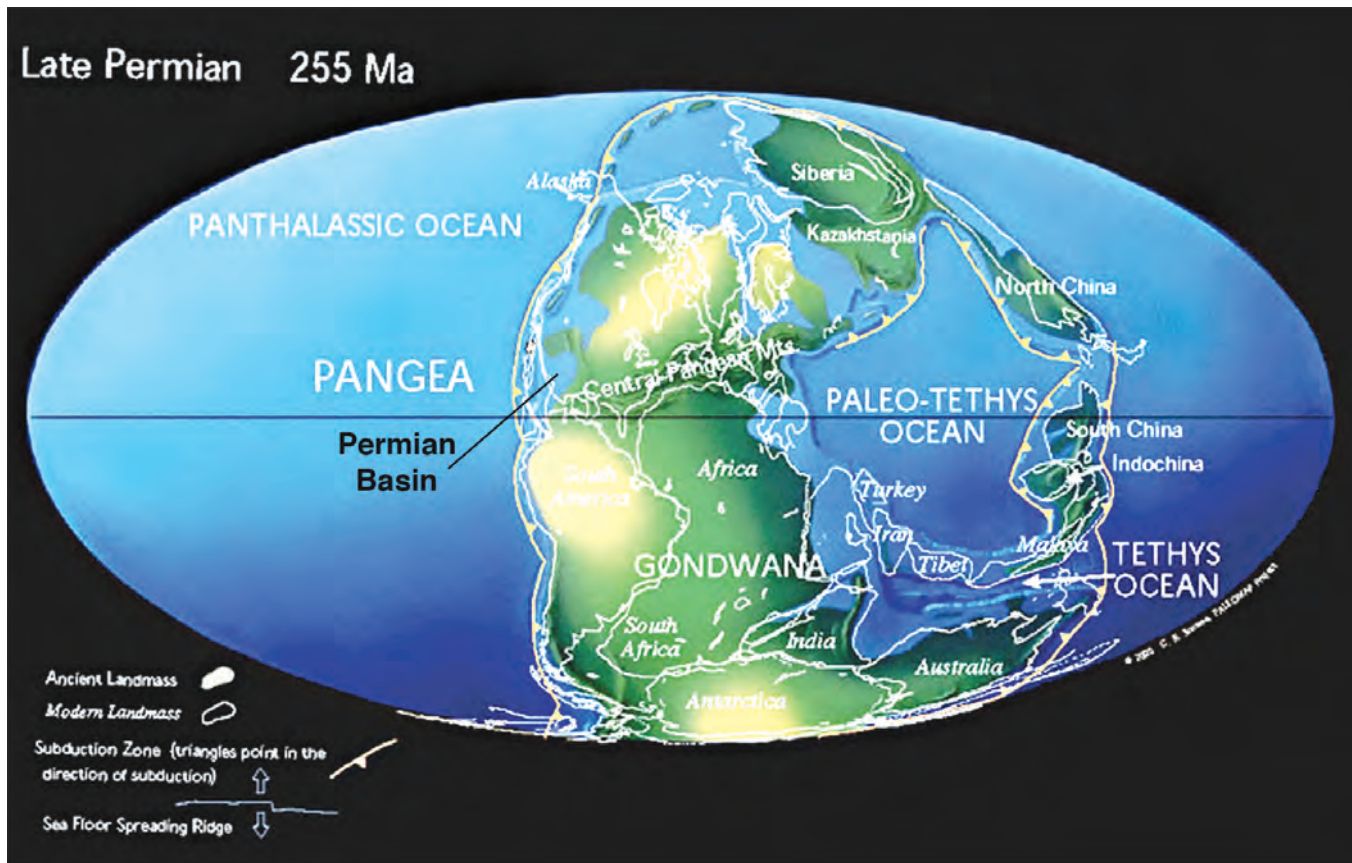 Late Permian 255 Ma
Siberia
Alaska
PANTHALASSIC OCEAN
Kazakhstania
North China
PANGEA
Central Pangean Mts.
PALEO-TETHYS
OCEAN
Permian
Basin
South China
Indochina
South
America
Africa
Turkey
Iran
Tibet
Malaya
GONDWANA
TETHYS
OCEAN
South
Africa
India
Australia
Antarctica
Ancient Landmass
Modern Landmass
Subduction Zone (triangles point in the
direction of subduction)
Sea Floor Spreading Ridge